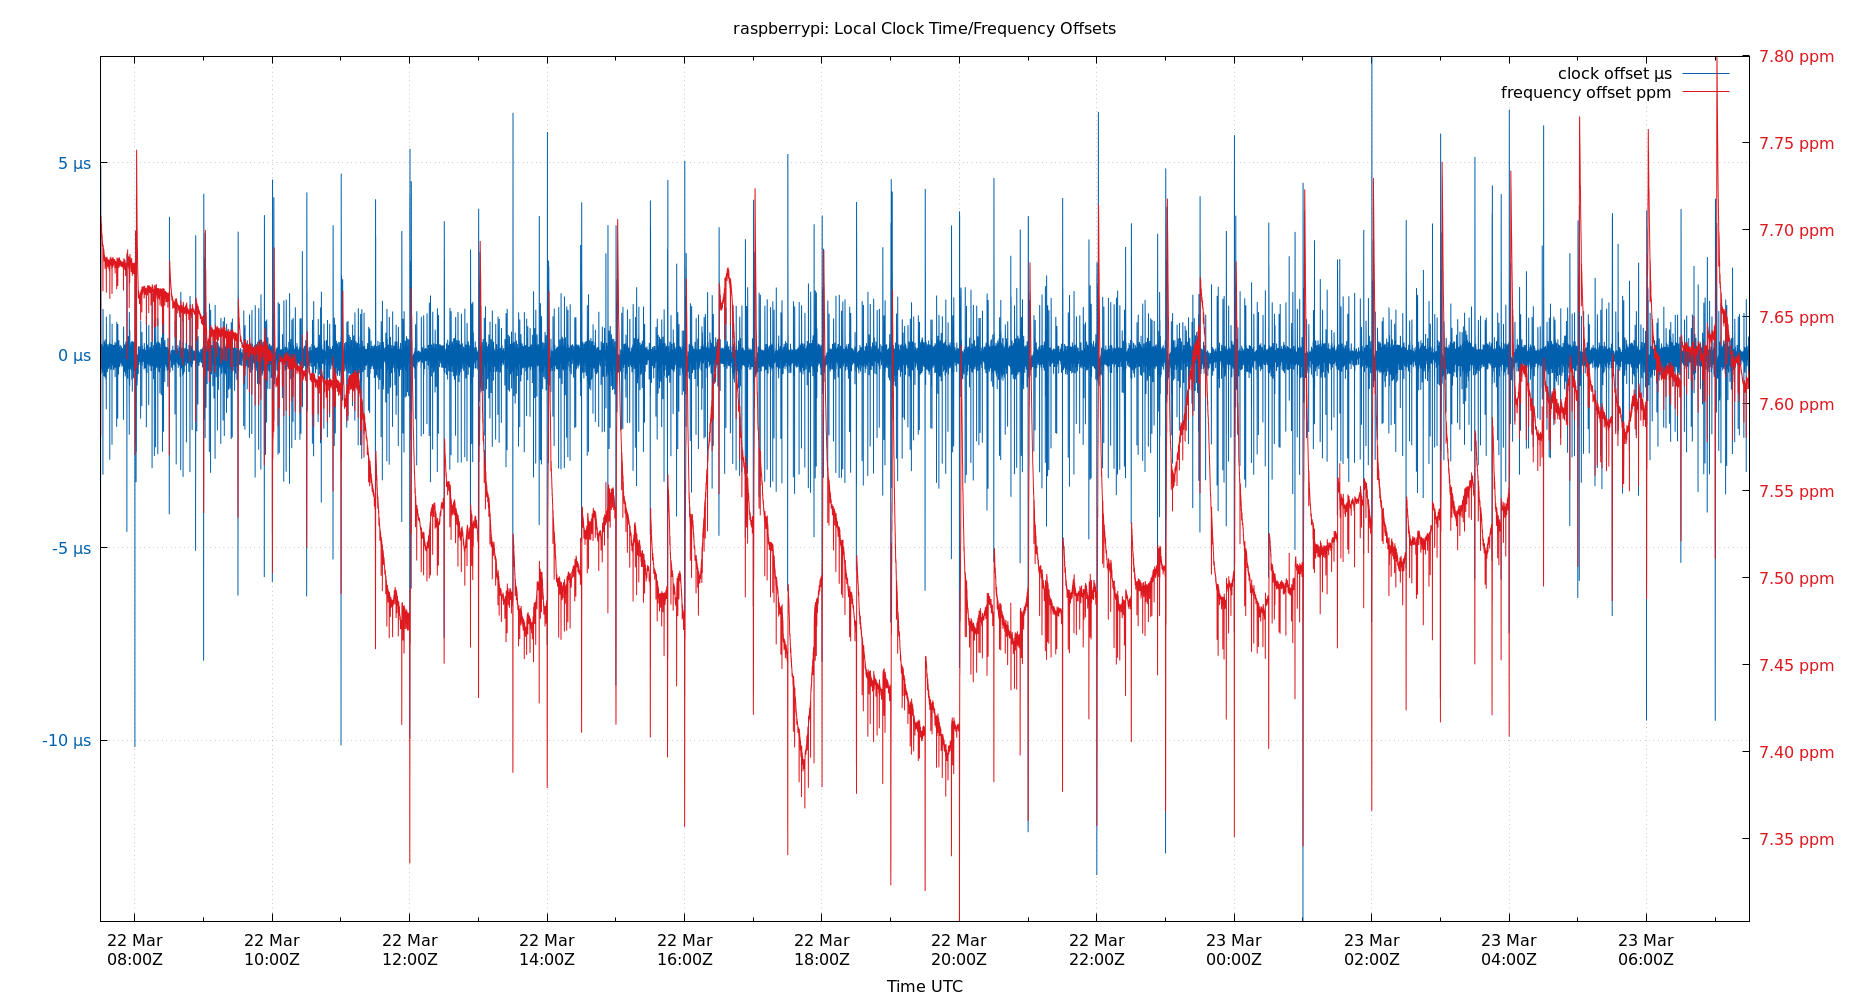 raspberrypi: Local Clock Time/Frequency Offsets
clock offset µs
frequency offset ppm
5 µs
0 µs
-5 µs
-10 µs
7.80 ppm
7.75 ppm
7.70 ppm
7.65 ppm
7.60 ppm
7.55 ppm
7.50 ppm
7.45 ppm
7.40 ppm
7.35 ppm
22 Mar 22 Mar 22 Mar 22 Mar 22 Mar 22 Mar 22 Mar 22 Mar 23 Mar 23 Mar 23 Mar 23 Mar
08:00Z 10:00Z 12:00Z 14:00Z 16:00Z 18:00Z 20:00Z 22:00Z 00:00Z 02:00Z 04:00Z 06:00Z
Time UTC